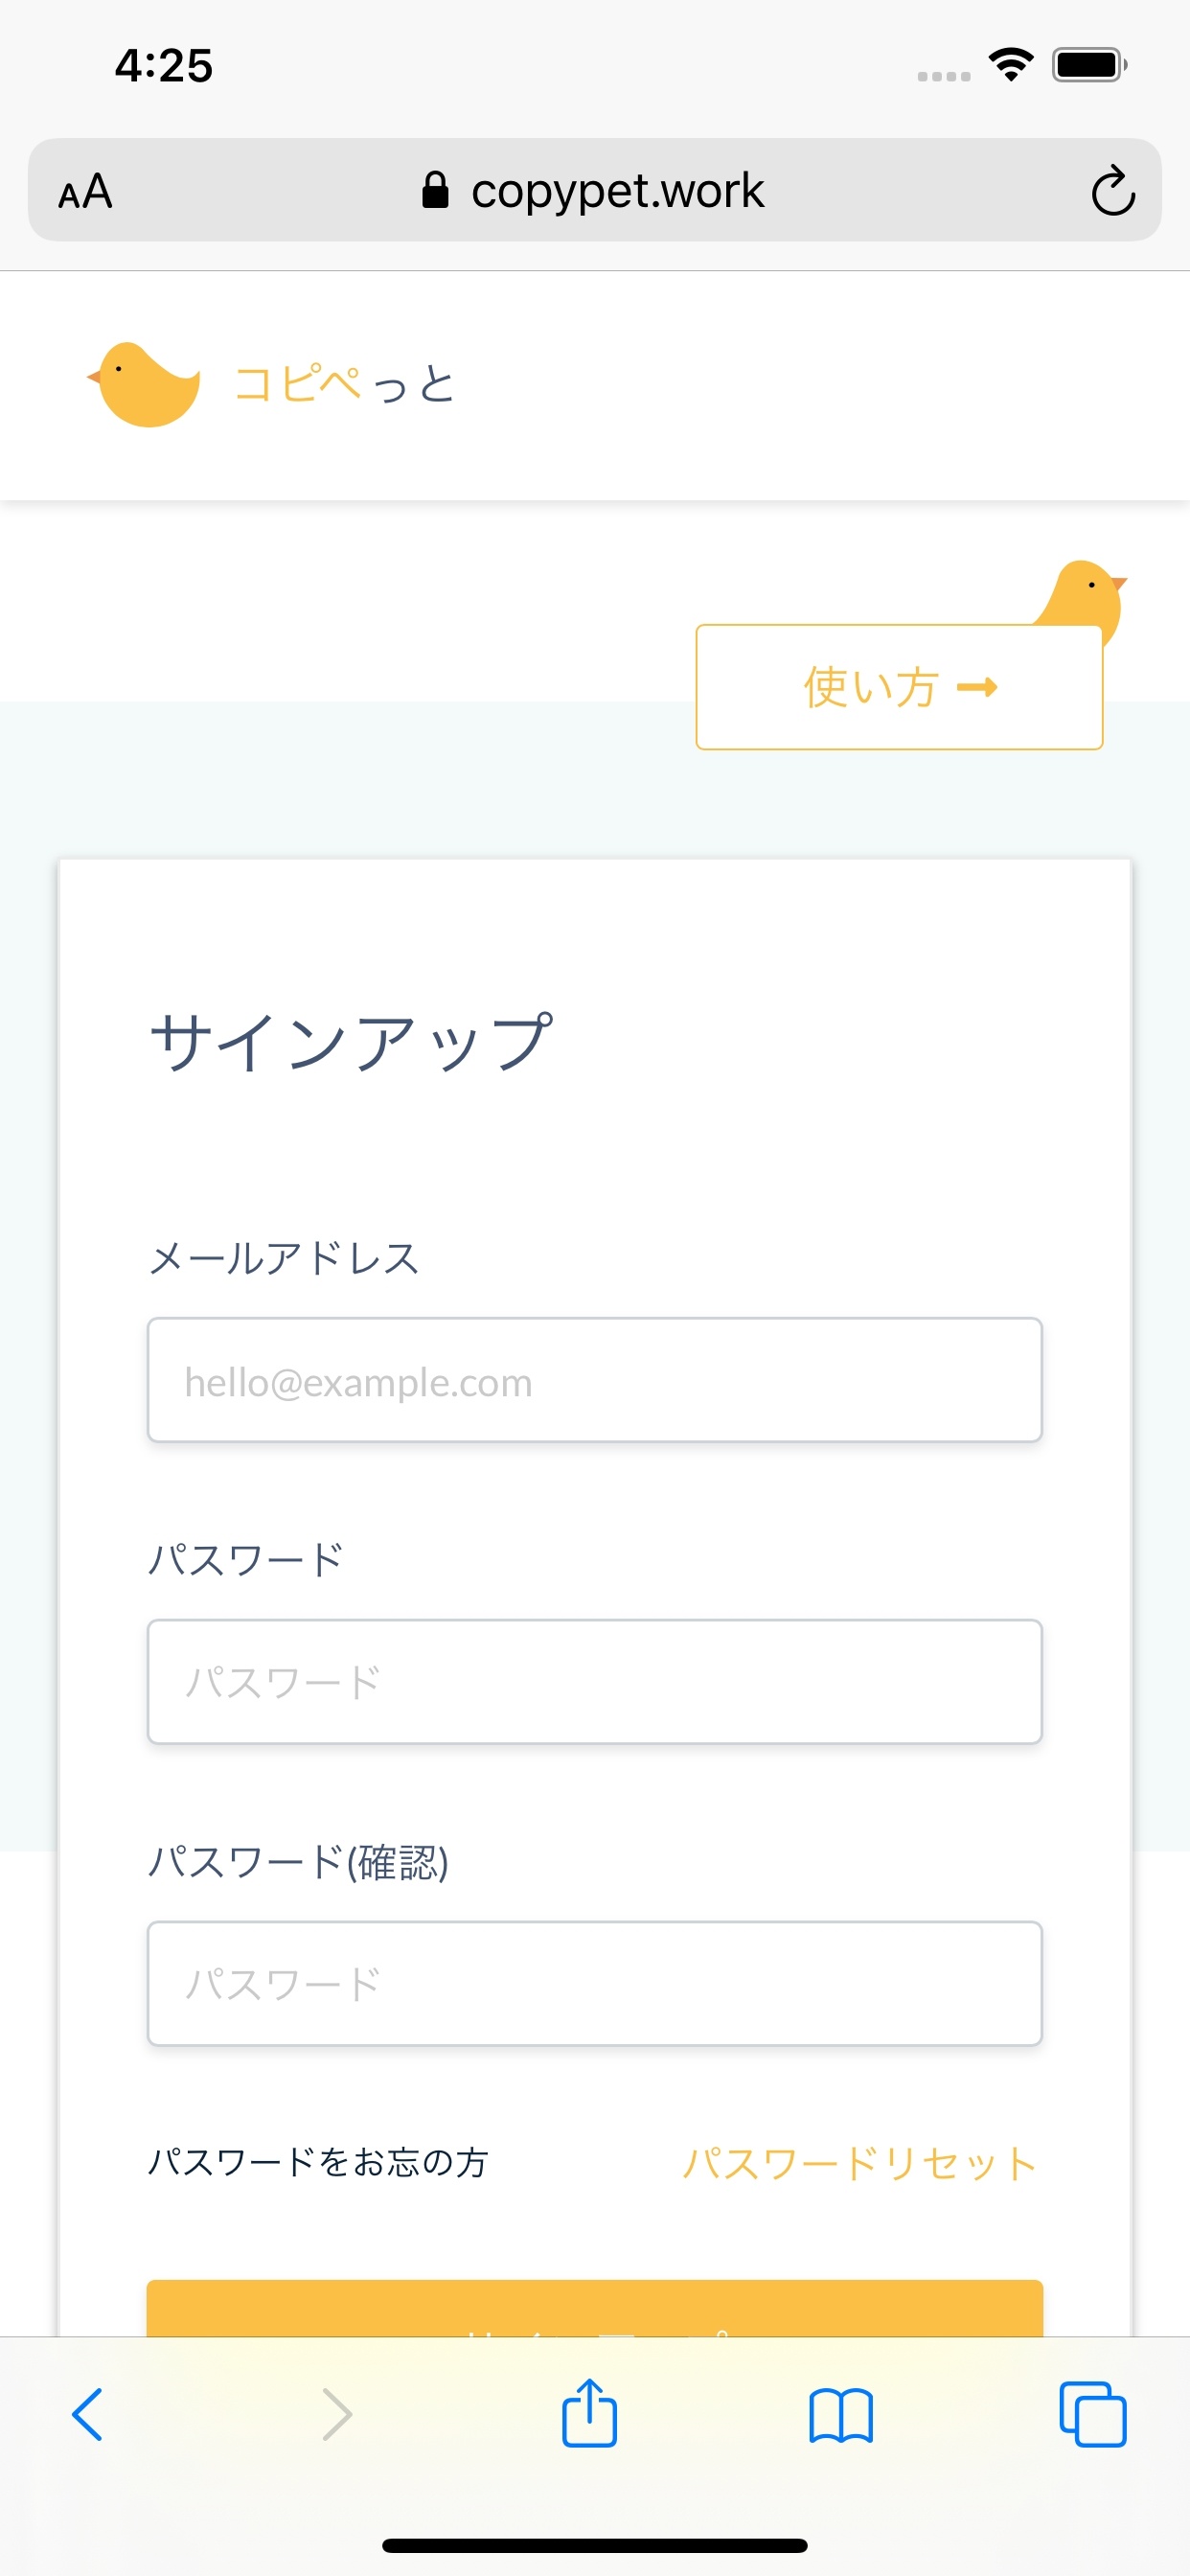 4:25
AA copypet.work
コピペっと
使い方 →
サインアップ
メールアドレス
hello@example.com
パスワード
パスワード
パスワード(確認)
パスワード
パスワードをお忘の方 パスワードリセット